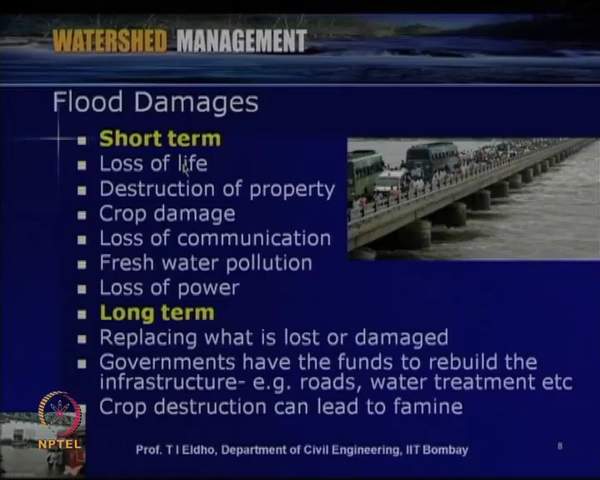 WATERSHED MANAGEMENT
Flood Damages
Short term
Loss of life
Destruction of property
Crop damage
Loss of communication
Fresh water pollution
Loss of power
Long term
Replacing what is lost or damaged
Governments have the funds to rebuild the
infrastructure- e.g. roads, water treatment etc
Crop destruction can lead to famine
NPTEL
Prof. T I Eldho, Department of Civil Engineering, IIT Bombay
8